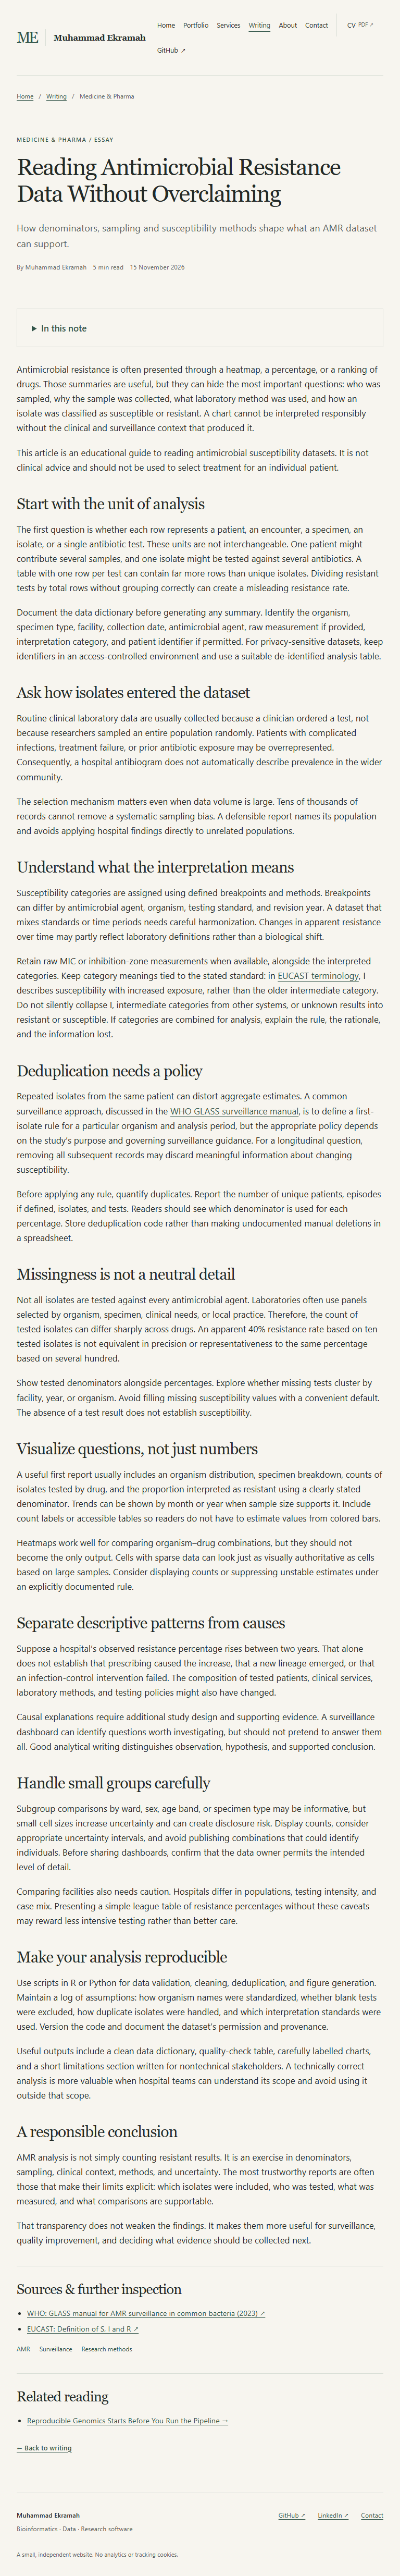 ME
Muhammad Ekramah
Home Portfolio Services Writing About Contact CV PDF ↗
GitHub ↗
Home / Writing / Medicine & Pharma
MEDICINE & PHARMA / ESSAY
Reading Antimicrobial Resistance
Data Without Overclaiming
How denominators, sampling and susceptibility methods shape what an AMR dataset
can support.
By Muhammad Ekramah 5 min read 15 November 2026
▶ In this note
Antimicrobial resistance is often presented through a heatmap, a percentage, or a ranking of
drugs. Those summaries are useful, but they can hide the most important questions: who was
sampled, why the sample was collected, what laboratory method was used, and how an
isolate was classified as susceptible or resistant. A chart cannot be interpreted responsibly
without the clinical and surveillance context that produced it.
This article is an educational guide to reading antimicrobial susceptibility datasets. It is not
clinical advice and should not be used to select treatment for an individual patient.
Start with the unit of analysis
The first question is whether each row represents a patient, an encounter, a specimen, an
isolate, or a single antibiotic test. These units are not interchangeable. One patient might
contribute several samples, and one isolate might be tested against several antibiotics. A
table with one row per test can contain far more rows than unique isolates. Dividing resistant
tests by total rows without grouping correctly can create a misleading resistance rate.
Document the data dictionary before generating any summary. Identify the organism,
specimen type, facility, collection date, antimicrobial agent, raw measurement if provided,
interpretation category, and patient identifier if permitted. For privacy-sensitive datasets, keep
identifiers in an access-controlled environment and use a suitable de-identified analysis table.
Ask how isolates entered the dataset
Routine clinical laboratory data are usually collected because a clinician ordered a test, not
because researchers sampled an entire population randomly. Patients with complicated
infections, treatment failure, or prior antibiotic exposure may be overrepresented.
Consequently, a hospital antibiogram does not automatically describe prevalence in the wider
community.
The selection mechanism matters even when data volume is large. Tens of thousands of
records cannot remove a systematic sampling bias. A defensible report names its population
and avoids applying hospital findings directly to unrelated populations.
Understand what the interpretation means
Susceptibility categories are assigned using defined breakpoints and methods. Breakpoints
can differ by antimicrobial agent, organism, testing standard, and revision year. A dataset that
mixes standards or time periods needs careful harmonization. Changes in apparent resistance
over time may partly reflect laboratory definitions rather than a biological shift.
Retain raw MIC or inhibition-zone measurements when available, alongside the interpreted
categories. Keep category meanings tied to the stated standard: in EUCAST terminology, I
describes susceptibility with increased exposure, rather than the older intermediate category.
Do not silently collapse I, intermediate categories from other systems, or unknown results into
resistant or susceptible. If categories are combined for analysis, explain the rule, the rationale,
and the information lost.
Deduplication needs a policy
Repeated isolates from the same patient can distort aggregate estimates. A common
surveillance approach, discussed in the WHO GLASS surveillance manual, is to define a first-
isolate rule for a particular organism and analysis period, but the appropriate policy depends
on the study's purpose and governing surveillance guidance. For a longitudinal question,
removing all subsequent records may discard meaningful information about changing
susceptibility.
Before applying any rule, quantify duplicates. Report the number of unique patients, episodes
if defined, isolates, and tests. Readers should see which denominator is used for each
percentage. Store deduplication code rather than making undocumented manual deletions in
a spreadsheet.
Missingness is not a neutral detail
Not all isolates are tested against every antimicrobial agent. Laboratories often use panels
selected by organism, specimen, clinical needs, or local practice. Therefore, the count of
tested isolates can differ sharply across drugs. An apparent 40% resistance rate based on ten
tested isolates is not equivalent in precision or representativeness to the same percentage
based on several hundred.
Show tested denominators alongside percentages. Explore whether missing tests cluster by
facility, year, or organism. Avoid filling missing susceptibility values with a convenient default.
The absence of a test result does not establish susceptibility.
Visualize questions, not just numbers
A useful first report usually includes an organism distribution, specimen breakdown, counts of
isolates tested by drug, and the proportion interpreted as resistant using a clearly stated
denominator. Trends can be shown by month or year when sample size supports it. Include
count labels or accessible tables so readers do not have to estimate values from colored bars.
Heatmaps work well for comparing organism–drug combinations, but they should not
become the only output. Cells with sparse data can look just as visually authoritative as cells
based on large samples. Consider displaying counts or suppressing unstable estimates under
an explicitly documented rule.
Separate descriptive patterns from causes
Suppose a hospital's observed resistance percentage rises between two years. That alone
does not establish that prescribing caused the increase, that a new lineage emerged, or that
an infection-control intervention failed. The composition of tested patients, clinical services,
laboratory methods, and testing policies might also have changed.
Causal explanations require additional study design and supporting evidence. A surveillance
dashboard can identify questions worth investigating, but should not pretend to answer them
all. Good analytical writing distinguishes observation, hypothesis, and supported conclusion.
Handle small groups carefully
Subgroup comparisons by ward, sex, age band, or specimen type may be informative, but
small cell sizes increase uncertainty and can create disclosure risk. Display counts, consider
appropriate uncertainty intervals, and avoid publishing combinations that could identify
individuals. Before sharing dashboards, confirm that the data owner permits the intended
level of detail.
Comparing facilities also needs caution. Hospitals differ in populations, testing intensity, and
case mix. Presenting a simple league table of resistance percentages without these caveats
may reward less intensive testing rather than better care.
Make your analysis reproducible
Use scripts in R or Python for data validation, cleaning, deduplication, and figure generation.
Maintain a log of assumptions: how organism names were standardized, whether blank tests
were excluded, how duplicate isolates were handled, and which interpretation standards were
used. Version the code and document the dataset's permission and provenance.
Useful outputs include a clean data dictionary, quality-check table, carefully labelled charts,
and a short limitations section written for nontechnical stakeholders. A technically correct
analysis is more valuable when hospital teams can understand its scope and avoid using it
outside that scope.
A responsible conclusion
AMR analysis is not simply counting resistant results. It is an exercise in denominators,
sampling, clinical context, methods, and uncertainty. The most trustworthy reports are often
those that make their limits explicit: which isolates were included, who was tested, what was
measured, and what comparisons are supportable.
That transparency does not weaken the findings. It makes them more useful for surveillance,
quality improvement, and deciding what evidence should be collected next.
Sources & further inspection
• WHO: GLASS manual for AMR surveillance in common bacteria (2023) ↗
• EUCAST: Definition of S, I and R ↗
AMR Surveillance Research methods
Related reading
• Reproducible Genomics Starts Before You Run the Pipeline →
← Back to writing
Muhammad Ekramah
GitHub ↗ LinkedIn ↗ Contact
Bioinformatics · Data · Research software
A small, independent website. No analytics or tracking cookies.